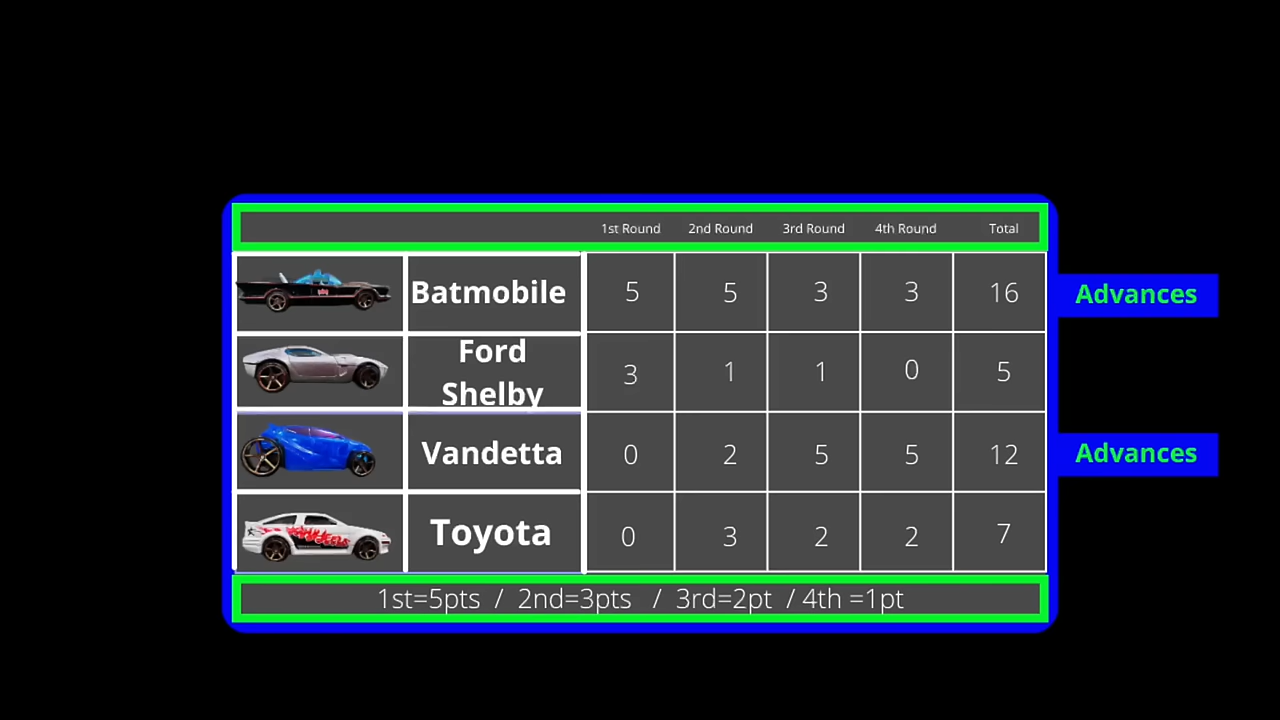 1st Round 2nd Round 3rd Round 4th Round Total
Batmobile 5 5 3 3 16 Advances
Ford
Shelby 3 1 1 0 5
Vandetta 0 2 5 5 12 Advances
Toyota 0 3 2 2 7
1st=5pts / 2nd=3pts / 3rd=2pt / 4th =1pt